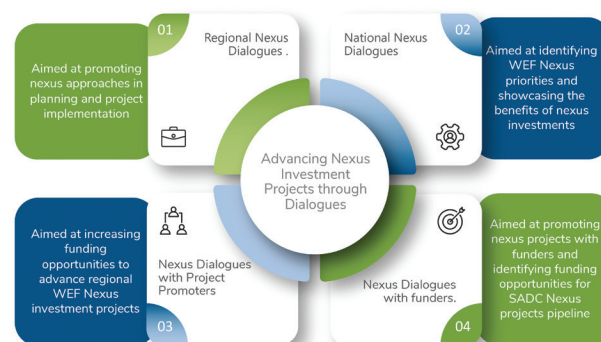 01
Regional Nexus
Dialogues .
Aimed at promoting
nexus approaches in
planning and project
implementation
National Nexus
Dialogues
02
Aimed at identifying
WEF Nexus
priorities and
showcasing the
benefits of nexus
investments
Advancing Nexus
Investment
Projects through
Dialogues
Aimed at increasing
funding
opportunities to
advance regional
WEF Nexus
investment projects
Nexus Dialogues
with Project
Promoters
03
Nexus Dialogues
with funders.
Aimed at promoting
nexus projects with
funders and
identifying funding
opportunities for
SADC Nexus
projects pipeline
04